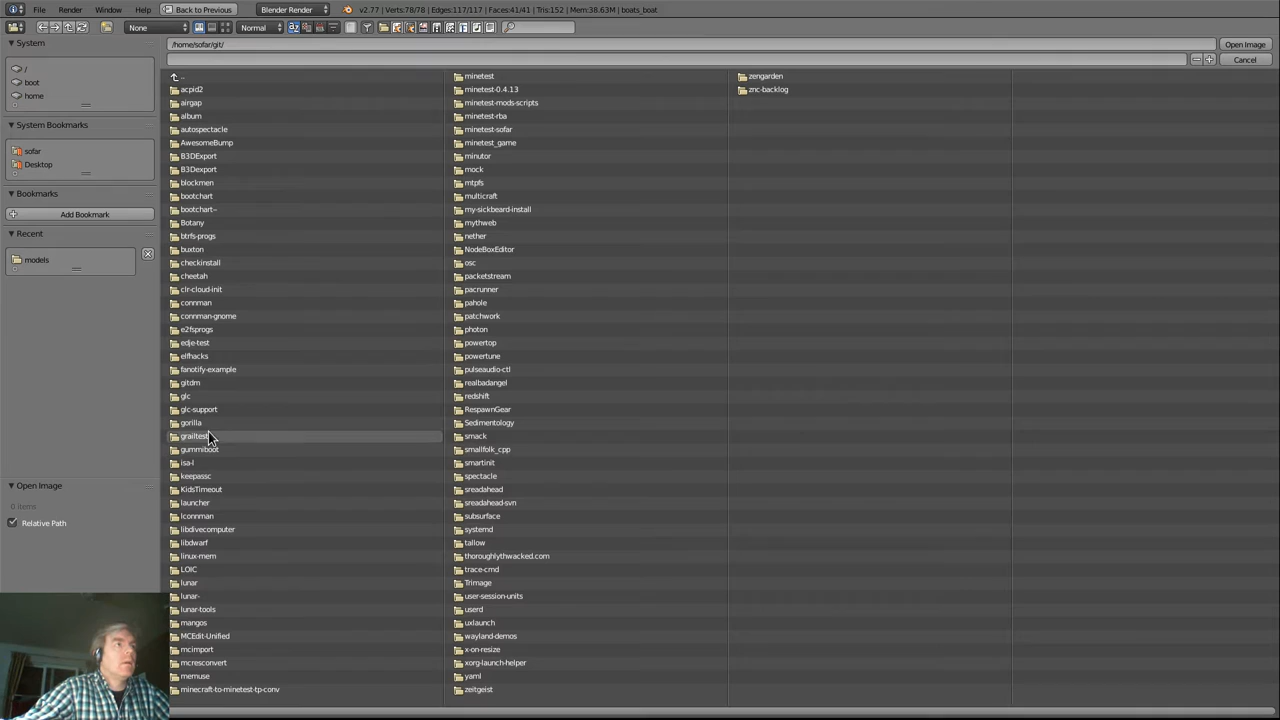 File Render Window Help Back to Previous Blender Render v2.77 | Verts:78/78 | Edges:117/117 | Faces:41/41 | Tris:152 | Mem:38.63M | boats_boat
None Normal
System
/
boot
home
System Bookmarks
sofar
Desktop
Bookmarks
Add Bookmark
Recent
models
Open Image
0 items
Relative Path
/home/sofar/git/ Open Image
Cancel
..
acpid2
airgap
album
autospectacle
AwesomeBump
B3DExport
B3Dexport
blockmen
bootchart
bootchart--
Botany
btrfs-progs
buxton
checkinstall
cheetah
clr-cloud-init
connman
connman-gnome
e2fsprogs
edje-test
elfhacks
fanotify-example
gitdm
glc
glc-support
gorilla
grailtest
gummiboot
isa-l
keepassc
KidsTimeout
launcher
lconnman
libdivecomputer
libdwarf
linux-mem
LOIC
lunar
lunar-
lunar-tools
mangos
MCEdit-Unified
mcimport
mcresconvert
memuse
minecraft-to-minetest-tp-conv
minetest
minetest-0.4.13
minetest-mods-scripts
minetest-rba
minetest-sofar
minetest_game
minutor
mock
mtpfs
multicraft
my-sickbeard-install
mythweb
nether
NodeBoxEditor
osc
packetstream
pacrunner
pahole
patchwork
photon
powertop
powertune
pulseaudio-ctl
realbadangel
redshift
RespawnGear
Sedimentology
smack
smallfolk_cpp
smartinit
spectacle
sreadahead
sreadahead-svn
subsurface
systemd
tallow
thoroughlythwacked.com
trace-cmd
Trimage
user-session-units
userd
uxlaunch
wayland-demos
x-on-resize
xorg-launch-helper
yaml
zeitgeist
zengarden
znc-backlog